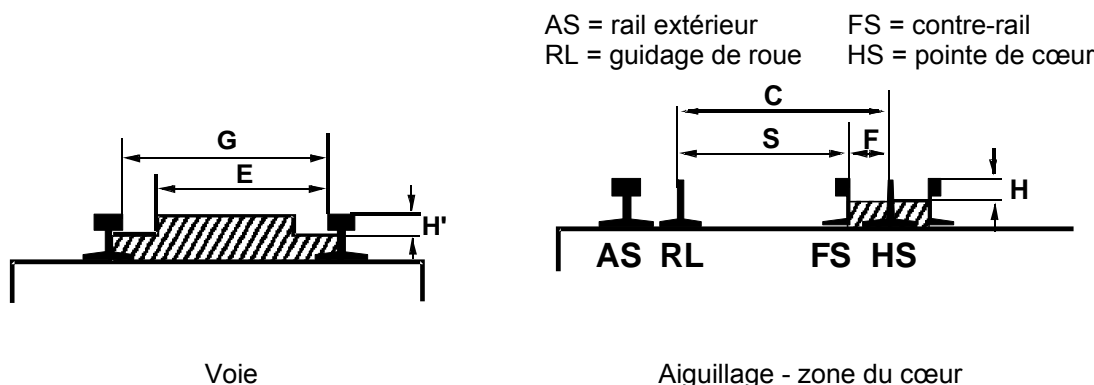 AS = rail extérieur FS = contre-rail
RL = guidage de roue HS = pointe de cœur
C
G
S F
E
H
H'
AS RL FS HS
Voie Aiguillage - zone du cœur